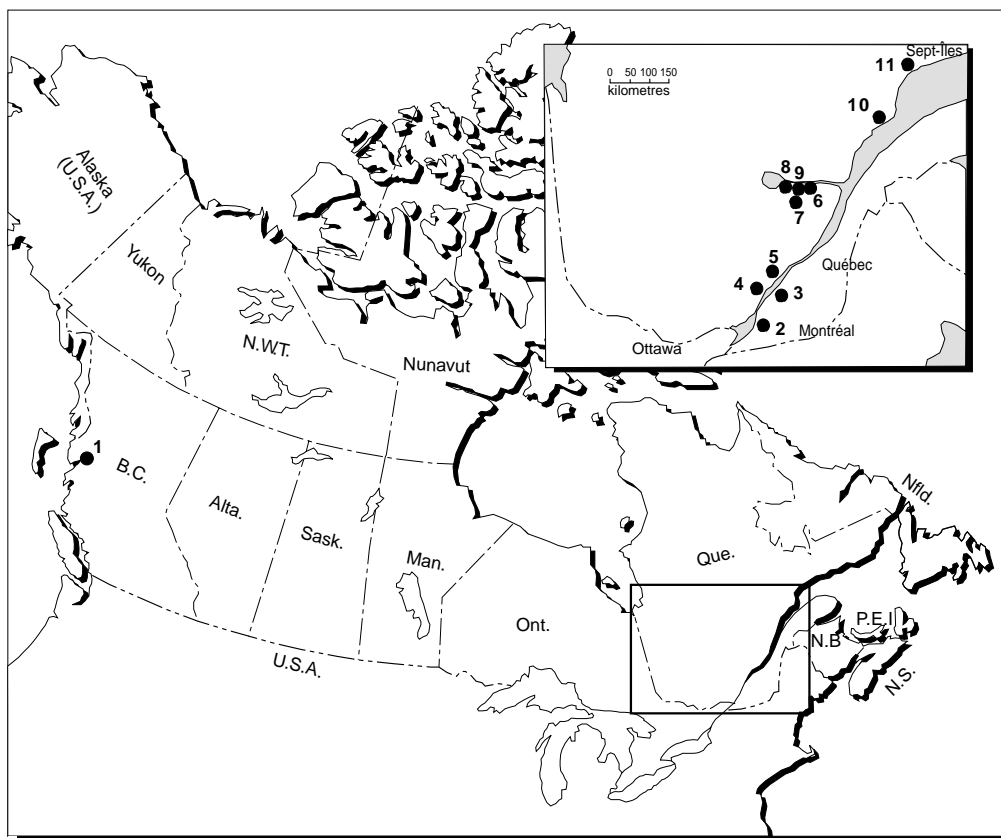 Sept-Îles
11
0 50 100 150
kilometres
10
Alaska
(U.S.A.)
8
9
6
7
Yukon
5
Québec
4
3
N.W.T.
2
Montréal
Ottawa
Nunavut
1
B.C.
Alta.
Sask.
Man.
Nfld.
Que.
Ont.
P.E.I
N.B
N.S.
U.S.A.